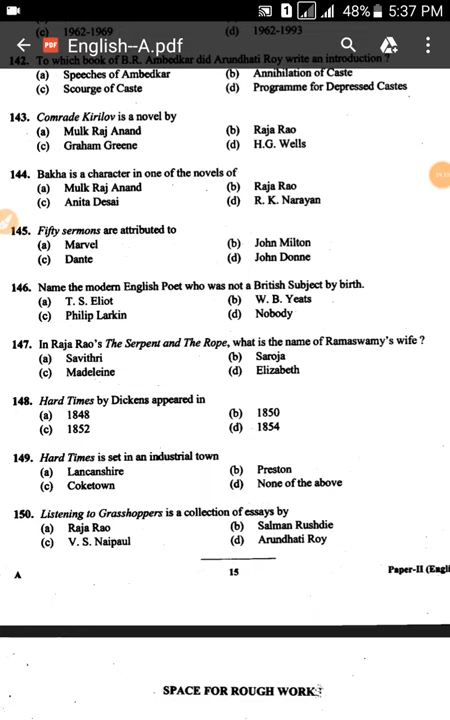 48% 5:37 PM
PDF English--A.pdf
(c) 1962-1969 (d) 1962-1993
142. To which book of B.R. Ambedkar did Arundhati Roy write an introduction ?
(a) Speeches of Ambedkar (b) Annihilation of Caste
(c) Scourge of Caste (d) Programme for Depressed Castes
143. Comrade Kirilov is a novel by
(a) Mulk Raj Anand (b) Raja Rao
(c) Graham Greene (d) H.G. Wells
144. Bakha is a character in one of the novels of
(a) Mulk Raj Anand (b) Raja Rao
(c) Anita Desai (d) R. K. Narayan
145. Fifty sermons are attributed to
(a) Marvel (b) John Milton
(c) Dante (d) John Donne
146. Name the modern English Poet who was not a British Subject by birth.
(a) T. S. Eliot (b) W. B. Yeats
(c) Philip Larkin (d) Nobody
147. In Raja Rao's The Serpent and The Rope, what is the name of Ramaswamy's wife ?
(a) Savithri (b) Saroja
(c) Madeleine (d) Elizabeth
148. Hard Times by Dickens appeared in
(a) 1848 (b) 1850
(c) 1852 (d) 1854
149. Hard Times is set in an industrial town
(a) Lancanshire (b) Preston
(c) Coketown (d) None of the above
150. Listening to Grasshoppers is a collection of essays by
(a) Raja Rao (b) Salman Rushdie
(c) V. S. Naipaul (d) Arundhati Roy
A 15 Paper-II (Engli
SPACE FOR ROUGH WORK